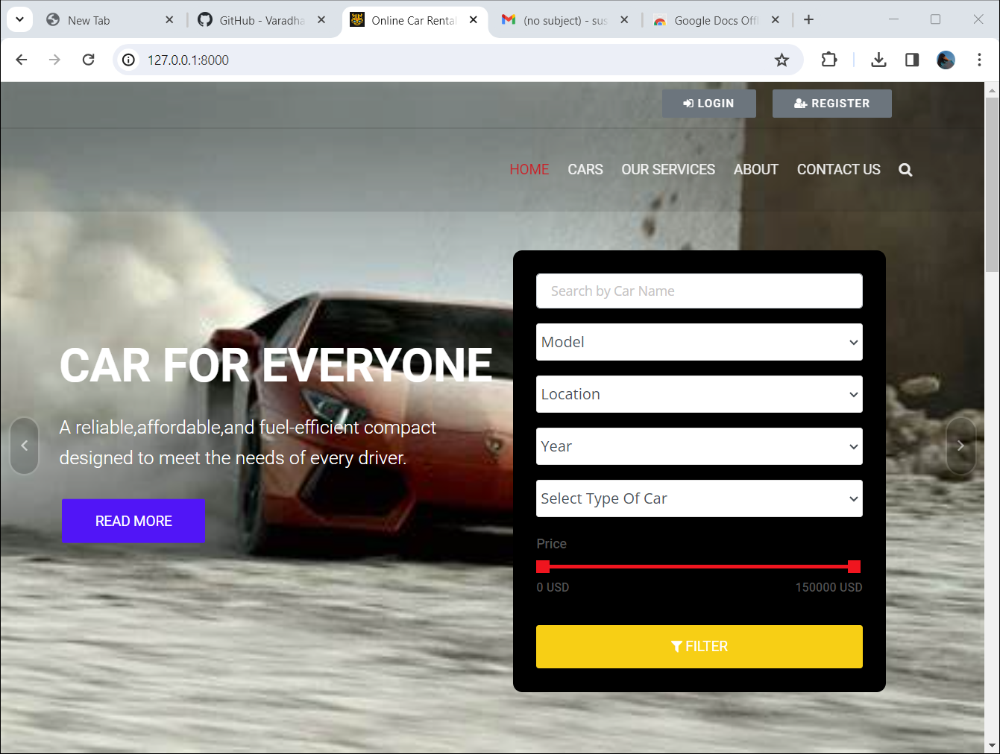 New Tab
GitHub - Varadha
Online Car Rental
(no subject) - sus
Google Docs Offl
127.0.0.1:8000
LOGIN
REGISTER
HOME
CARS
OUR SERVICES
ABOUT
CONTACT US
CAR FOR EVERYONE
A reliable,affordable,and fuel-efficient compact
designed to meet the needs of every driver.
READ MORE
Search by Car Name
Model
Location
Year
Select Type Of Car
Price
0 USD
150000 USD
FILTER